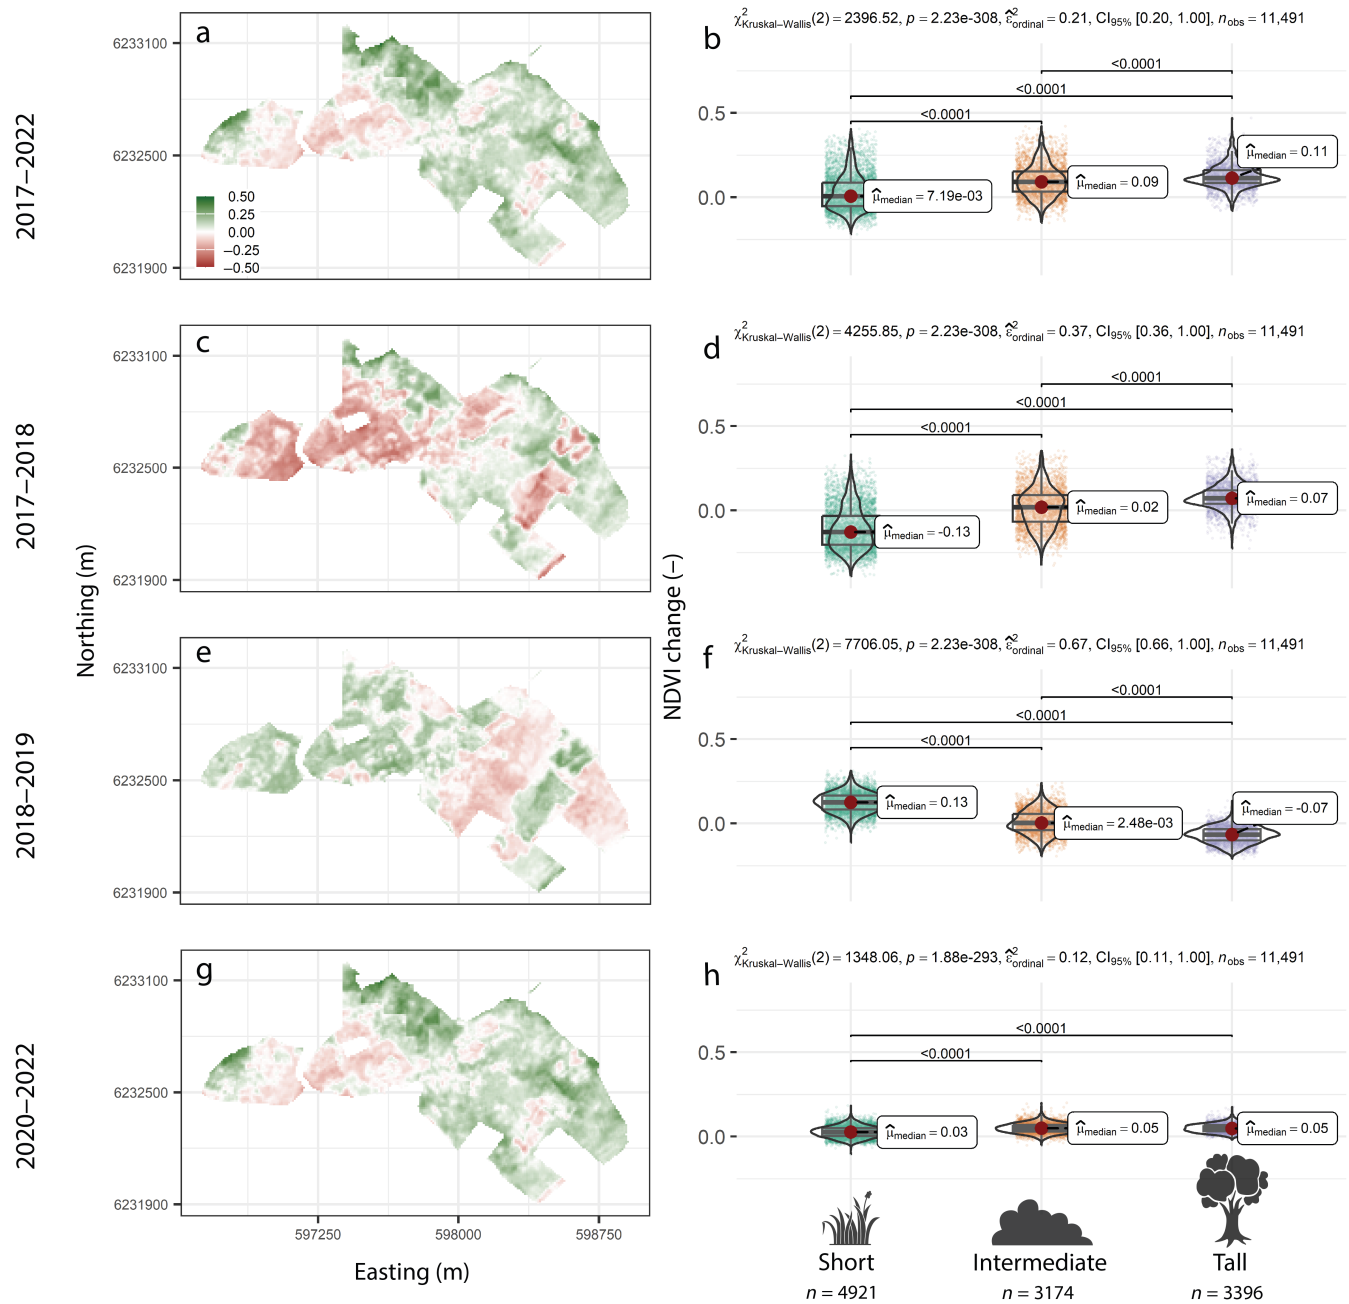 2017–2022
a
6233100
6232500
6231900
0.50
0.25
0.00
−0.25
−0.50
b
χ²Kruskal–Wallis(2) = 2396.52, p = 2.23e-308, ε̂²ordinal = 0.21, CI95% [0.20, 1.00], nobs = 11,491
<0.0001
<0.0001
<0.0001
0.5
0.0
μ̂median = 7.19e-03
μ̂median = 0.09
μ̂median = 0.11
2017–2018
c
6233100
6232500
6231900
d
χ²Kruskal–Wallis(2) = 4255.85, p = 2.23e-308, ε̂²ordinal = 0.37, CI95% [0.36, 1.00], nobs = 11,491
<0.0001
<0.0001
<0.0001
0.5
0.0
μ̂median = -0.13
μ̂median = 0.02
μ̂median = 0.07
Northing (m)
NDVI change (−)
2018–2019
e
6233100
6232500
6231900
f
χ²Kruskal–Wallis(2) = 7706.05, p = 2.23e-308, ε̂²ordinal = 0.67, CI95% [0.66, 1.00], nobs = 11,491
<0.0001
<0.0001
<0.0001
0.5
0.0
μ̂median = 0.13
μ̂median = 2.48e-03
μ̂median = -0.07
2020–2022
g
6233100
6232500
6231900
597250
598000
598750
Easting (m)
h
χ²Kruskal–Wallis(2) = 1348.06, p = 1.88e-293, ε̂²ordinal = 0.12, CI95% [0.11, 1.00], nobs = 11,491
<0.0001
<0.0001
0.5
0.0
μ̂median = 0.03
μ̂median = 0.05
μ̂median = 0.05
Short
Intermediate
Tall
n = 4921
n = 3174
n = 3396